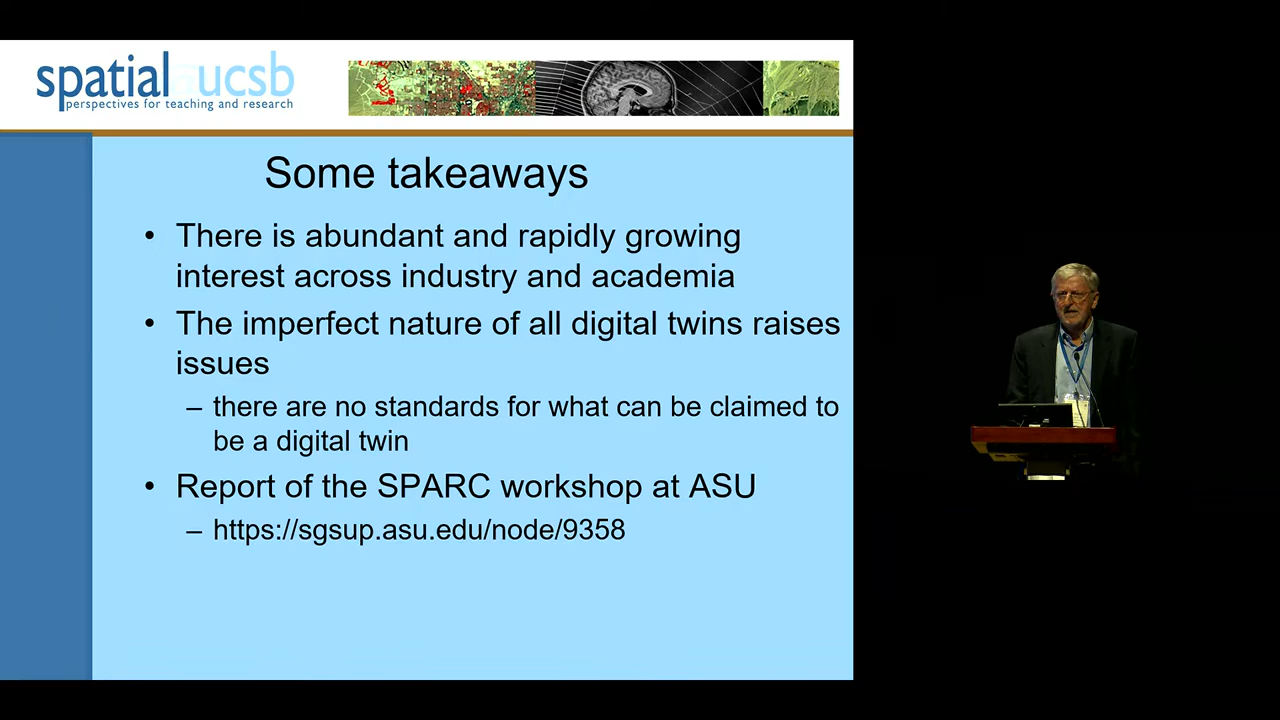 spatial@ucsb
perspectives for teaching and research
Some takeaways
• There is abundant and rapidly growing
interest across industry and academia
• The imperfect nature of all digital twins raises
issues
– there are no standards for what can be claimed to
be a digital twin
• Report of the SPARC workshop at ASU
– https://sgsup.asu.edu/node/9358